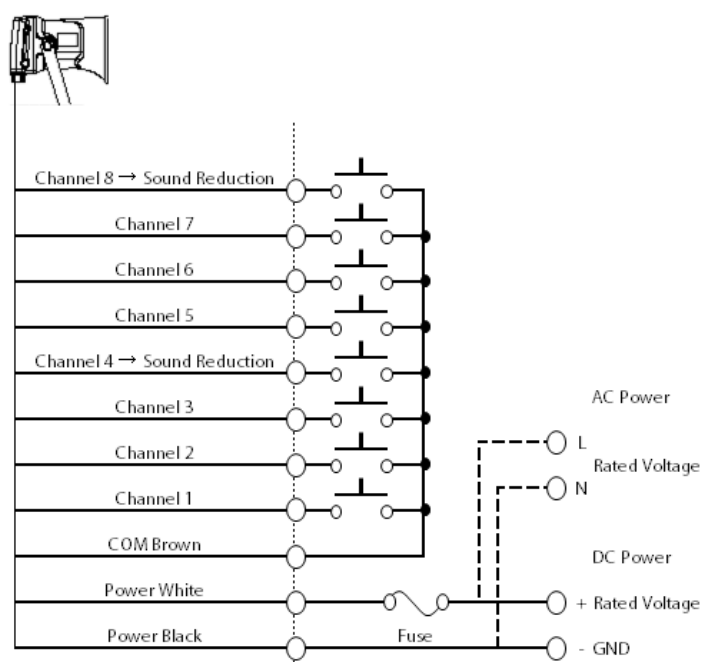 Channel 8 → Sound Reduction
Channel 7
Channel 6
Channel 5
Channel 4 → Sound Reduction
Channel 3
Channel 2
Channel 1
COM Brown
Power White
Power Black
Fuse
AC Power
L
Rated Voltage
N
DC Power
+ Rated Voltage
- GND